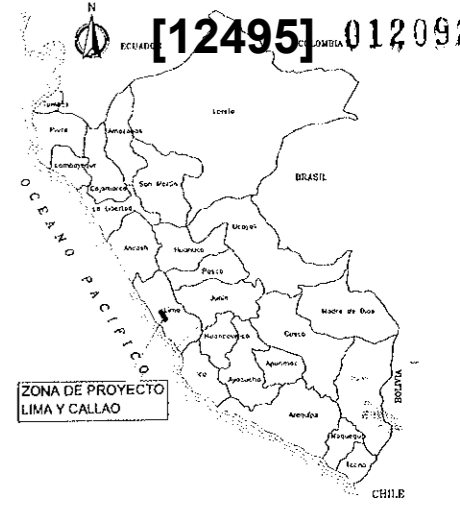 N
ECUADOR
[12495]
COLOMBIA
012092
Tumbes
Piura
Amazonas
Loreto
Lambayeque
Cajamarca
San Martín
BRASIL
La Libertad
OCEANO PACIFICO
Ancash
Huanuco
Ucayali
Pasco
Lima
Junin
Madre de Dios
Huancavelica
Cusco
Ica
Ayacucho
Apurimac
BOLIVIA
ZONA DE PROYECTO
LIMA Y CALLAO
Arequipa
Moquegua
Tacna
CHILE